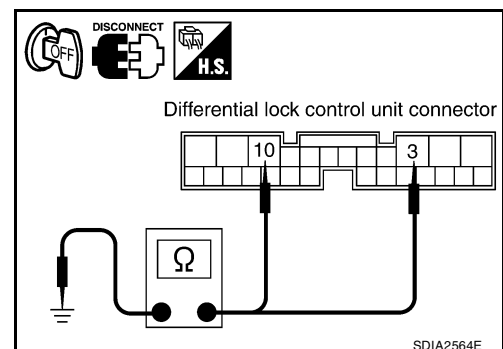 DISCONNECT
OFF
H.S.
Differential lock control unit connector
10 3
Ω
SDIA2564E